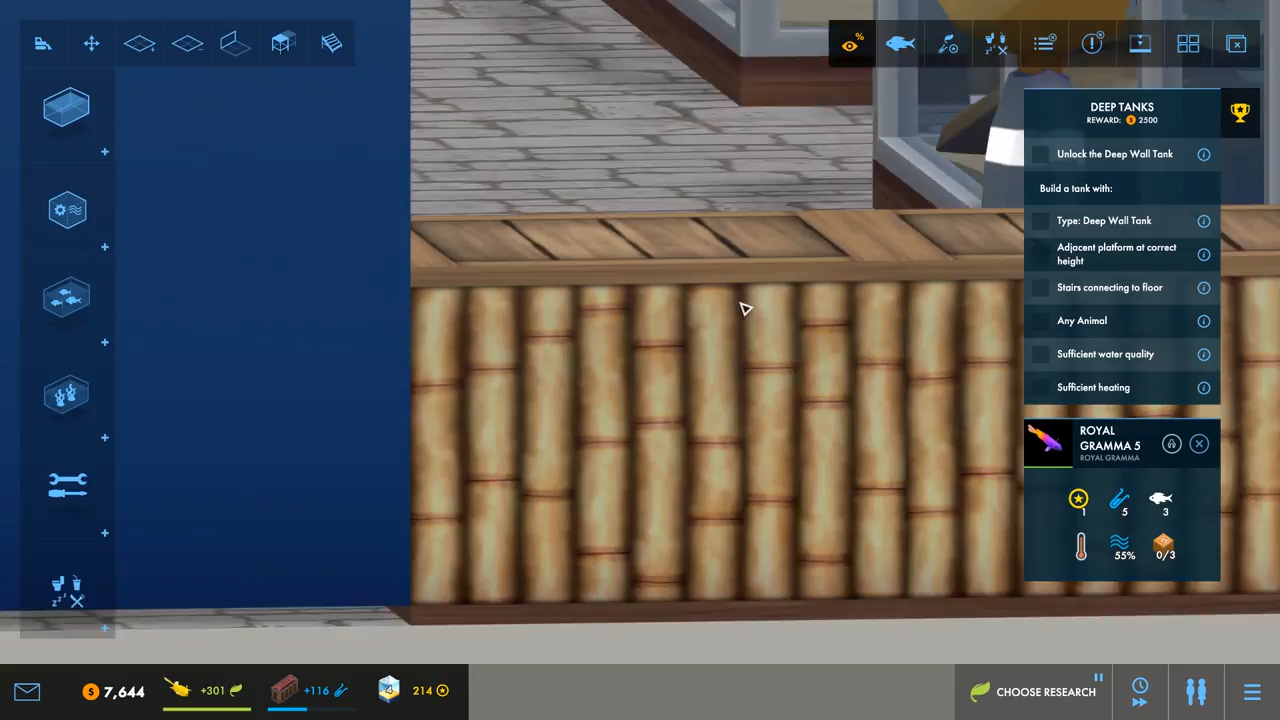 %
DEEP TANKS
REWARD: $ 2500
Unlock the Deep Wall Tank
Build a tank with:
Type: Deep Wall Tank
Adjacent platform at correct
height
Stairs connecting to floor
Any Animal
Sufficient water quality
Sufficient heating
ROYAL
GRAMMA 5
ROYAL GRAMMA
1
5
3
55%
0/3
$ 7,644
+301
+116
4
214
CHOOSE RESEARCH